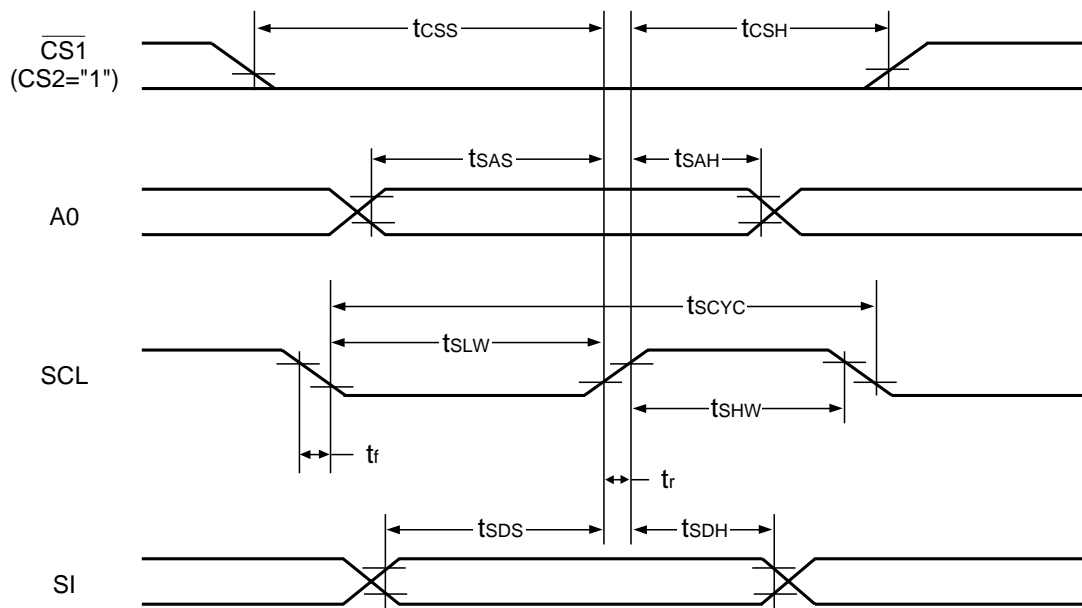 tCSS tCSH
CS1
(CS2="1")
tSAS tSAH
A0
tSCYC
tSLW
SCL
tSHW
tf
tr
tSDS tSDH
SI